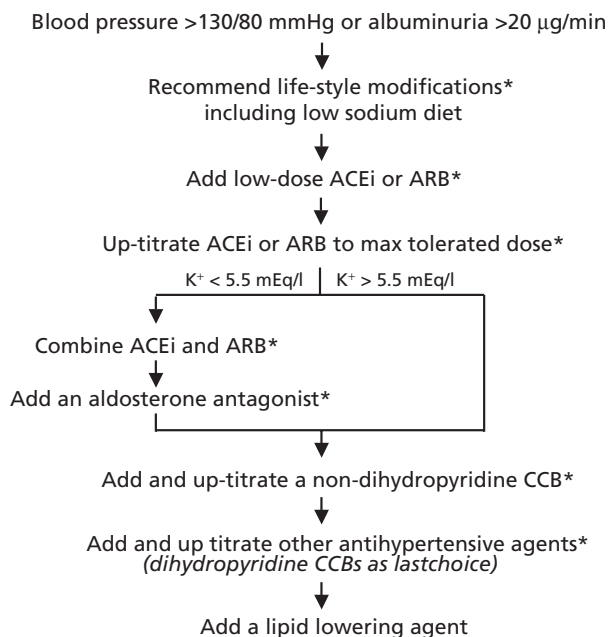 Blood pressure >130/80 mmHg or albuminuria >20 μg/min
Recommend life-style modifications*
including low sodium diet
Add low-dose ACEi or ARB*
Up-titrate ACEi or ARB to max tolerated dose*
K⁺ < 5.5 mEq/l K⁺ > 5.5 mEq/l
Combine ACEi and ARB*
Add an aldosterone antagonist*
Add and up-titrate a non-dihydropyridine CCB*
Add and up titrate other antihypertensive agents*
(dihydropyridine CCBs as lastchoice)
Add a lipid lowering agent